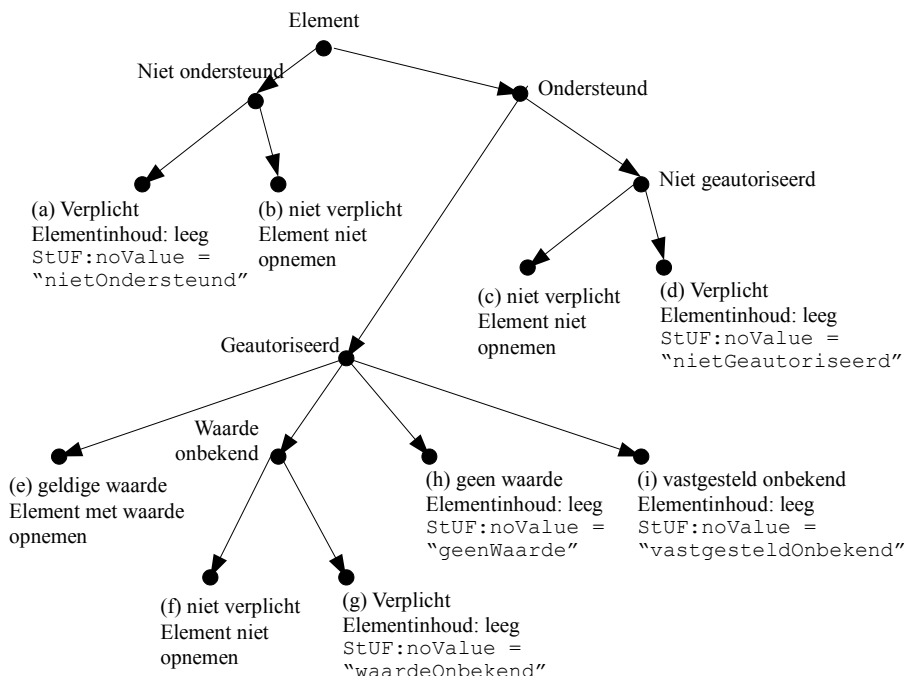 Element
Niet ondersteund
Ondersteund
Niet geautoriseerd
(a) Verplicht
Elementinhoud: leeg
StUF:noValue =
“nietOndersteund”
(b) niet verplicht
Element niet
opnemen
(c) niet verplicht
Element niet
opnemen
(d) Verplicht
Elementinhoud: leeg
StUF:noValue =
“nietGeautoriseerd”
Geautoriseerd
Waarde
onbekend
(e) geldige waarde
Element met waarde
opnemen
(h) geen waarde
Elementinhoud: leeg
StUF:noValue =
“geenWaarde”
(i) vastgesteld onbekend
Elementinhoud: leeg
StUF:noValue =
“vastgesteldOnbekend”
(f) niet verplicht
Element niet
opnemen
(g) Verplicht
Elementinhoud: leeg
StUF:noValue =
“waardeOnbekend”